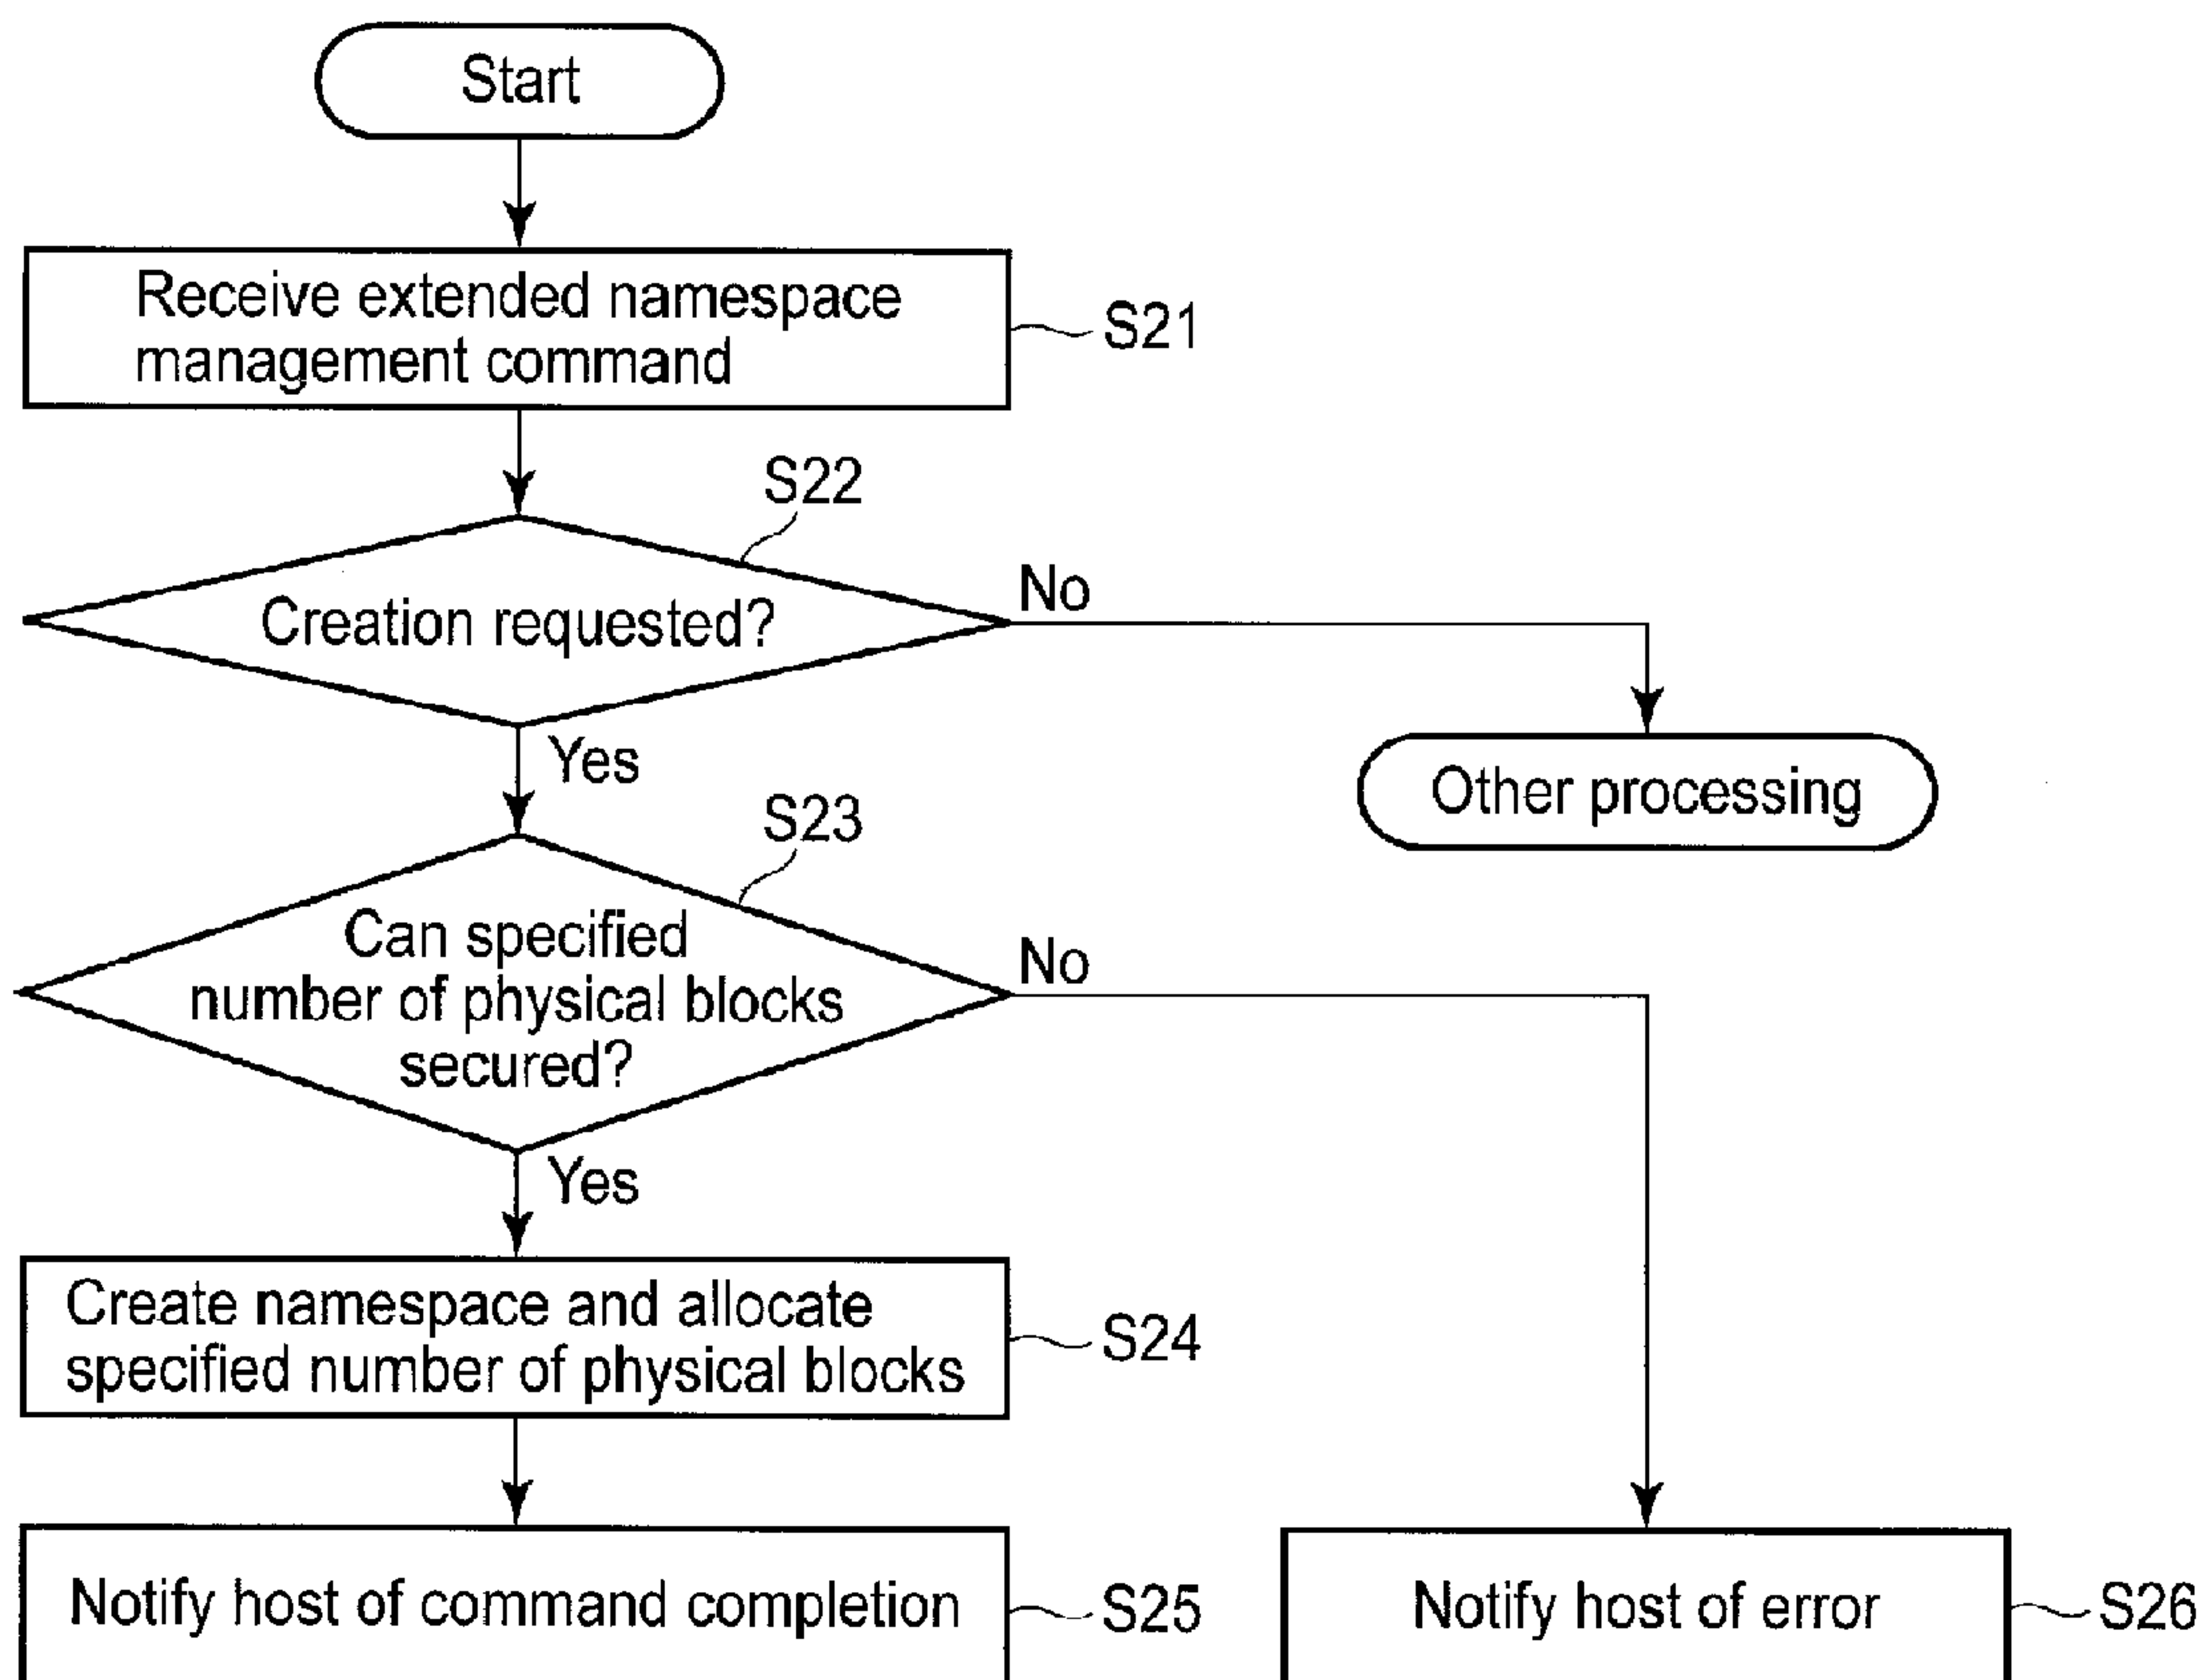 Start
Receive extended namespace
management command
S21
S22
Creation requested?
No
Yes
Other processing
S23
Can specified
number of physical blocks
secured?
No
Yes
Create namespace and allocate
specified number of physical blocks
S24
Notify host of command completion
S25
Notify host of error
S26